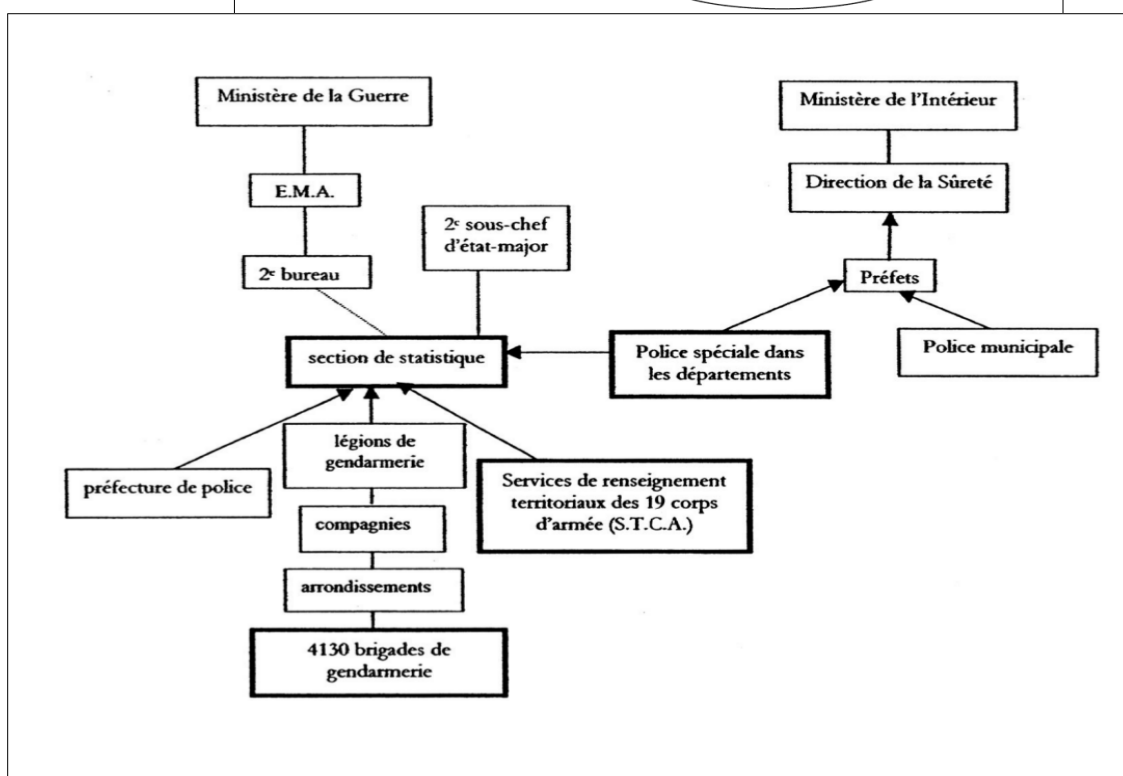 Ministère de la Guerre
Ministère de l'Intérieur
E.M.A.
Direction de la Sûreté
2e sous-chef
d'état-major
2e bureau
Préfets
section de statistique
Police spéciale dans
les départements
Police municipale
légions de
gendarmerie
préfecture de police
Services de renseignement
territoriaux des 19 corps
d'armée (S.T.C.A.)
compagnies
arrondissements
4130 brigades de
gendarmerie